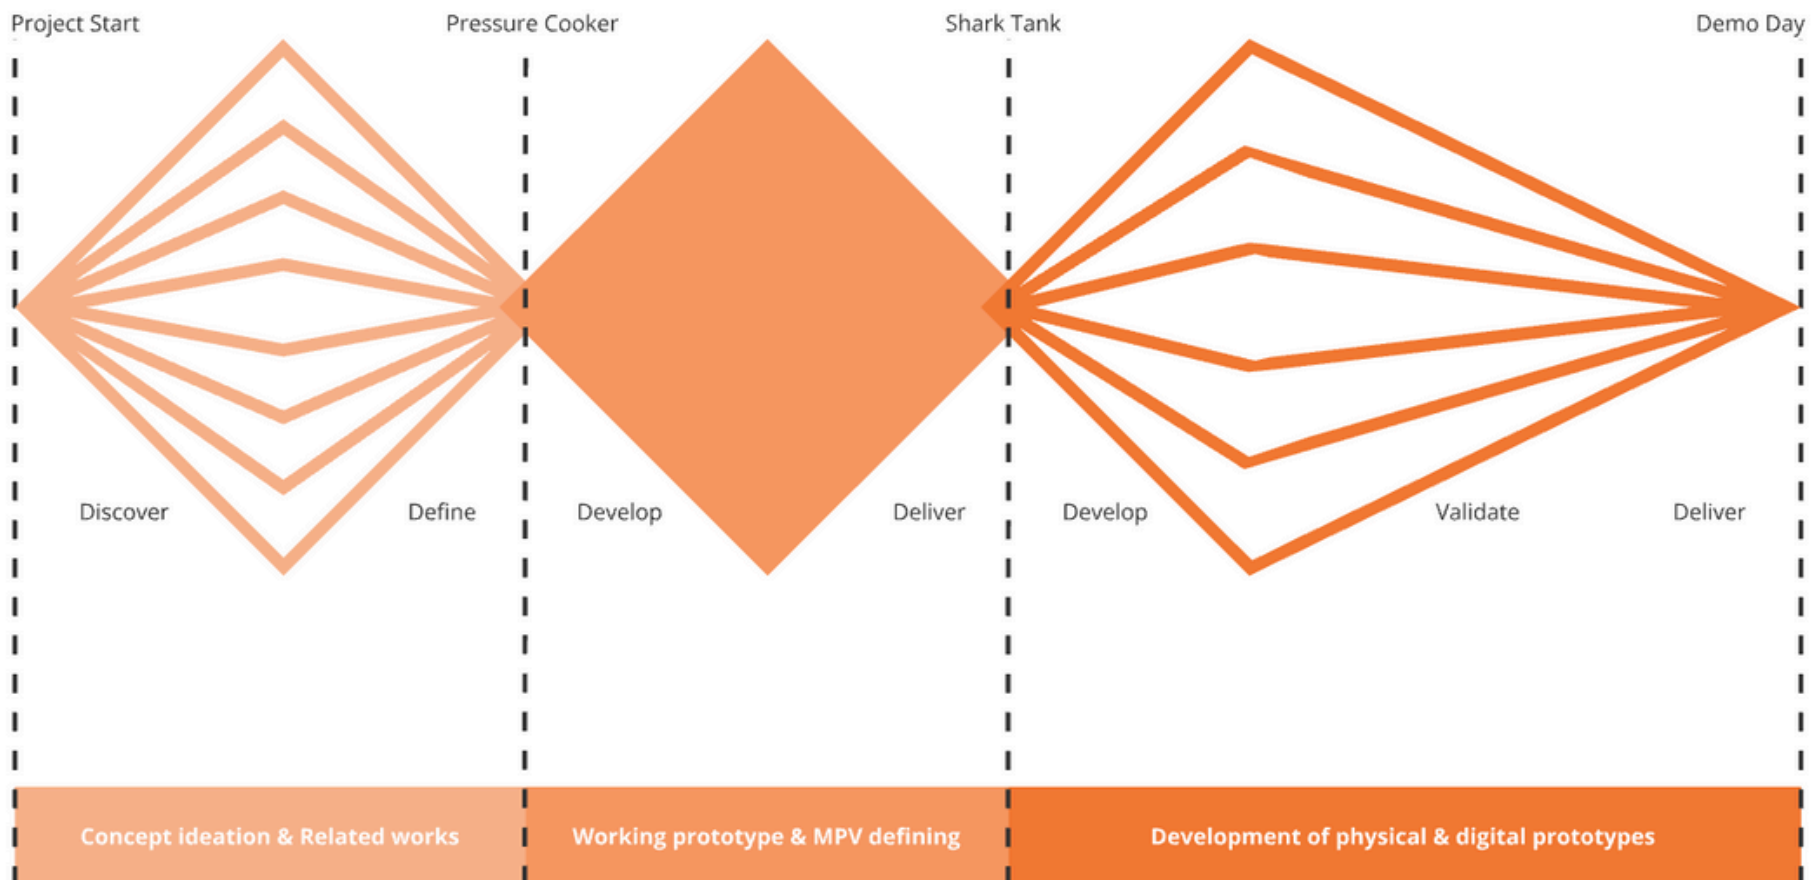 Project Start
Pressure Cooker
Shark Tank
Demo Day
Discover
Define
Develop
Deliver
Develop
Validate
Deliver
Concept ideation & Related works
Working prototype & MPV defining
Development of physical & digital prototypes